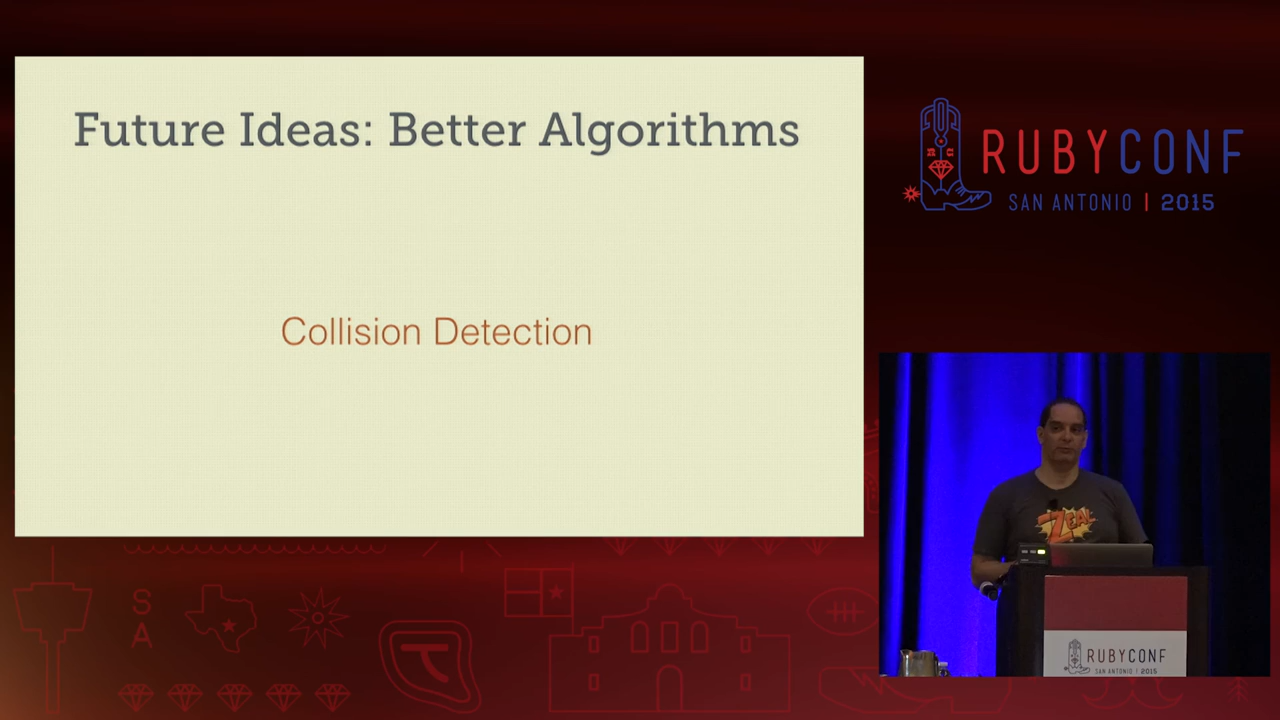 Future Ideas: Better Algorithms
Collision Detection
RUBYCONF
SAN ANTONIO | 2015
ZEAL
RUBYCONF
SAN ANTONIO | 2015
S
A